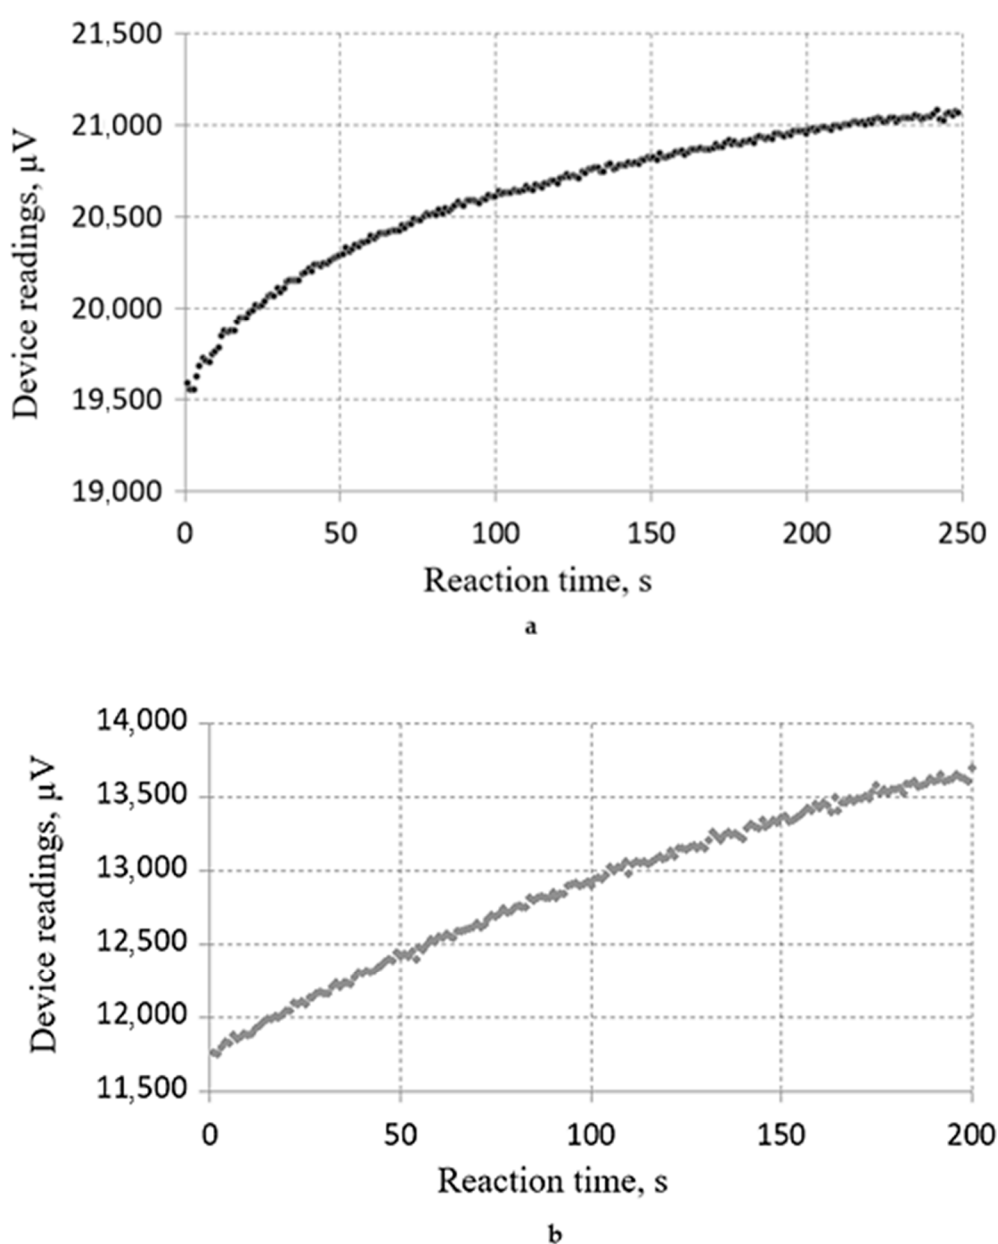 21,500
21,000
20,500
20,000
19,500
19,000
Device readings, µV
0 50 100 150 200 250
Reaction time, s
a
14,000
13,500
13,000
12,500
12,000
11,500
Device readings, µV
0 50 100 150 200
Reaction time, s
b